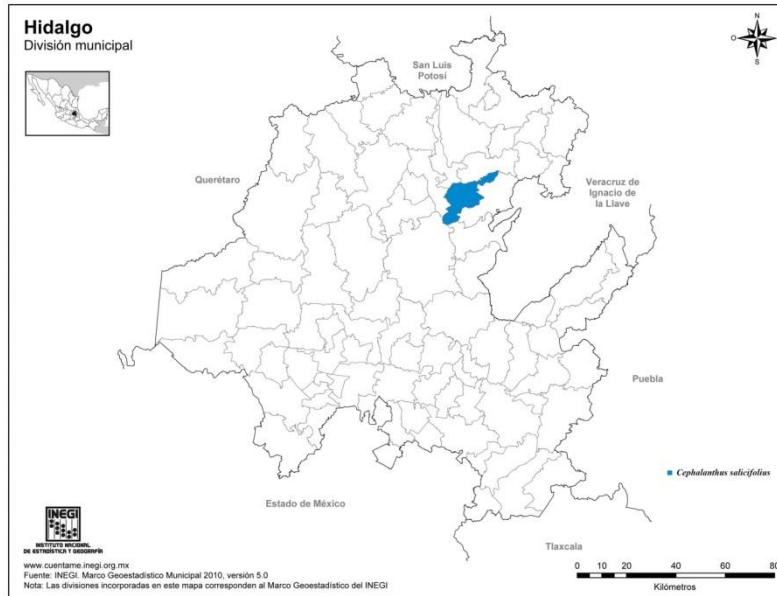 Hidalgo
División municipal
N
O
E
S
San Luis
Potosí
Querétaro
Veracruz de
Ignacio de
la Llave
Puebla
Cephalanthus salicifolius
Estado de México
Tlaxcala
INEGI
INSTITUTO NACIONAL
DE ESTADÍSTICA Y GEOGRAFÍA
www.cuentame.inegi.org.mx
Fuente: INEGI. Marco Geoestadístico Municipal 2010, versión 5.0
Nota: Las divisiones incorporadas en este mapa corresponden al Marco Geoestadístico del INEGI
0 10 20 40 60 80
Kilómetros